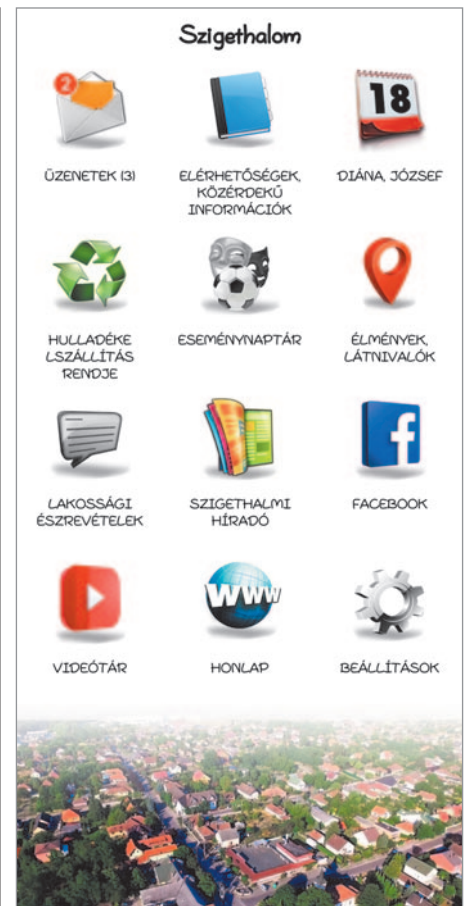 Szigethalom
2
18
ÜZENETEK (3)
ELÉRHETŐSÉGEK,
KÖZÉRDEKŰ
INFORMÁCIÓK
DIÁNA, JÓZSEF
HULLADÉKE
LSZÁLLÍTÁS
RENDJE
ESEMÉNYNAPTÁR
ÉLMÉNYEK,
LÁTNIVALÓK
LAKOSSÁGI
ÉSZREVÉTELEK
SZIGETHALMI
HÍRADÓ
f
FACEBOOK
VIDEÓTÁR
WWW
HONLAP
BEÁLLÍTÁSOK